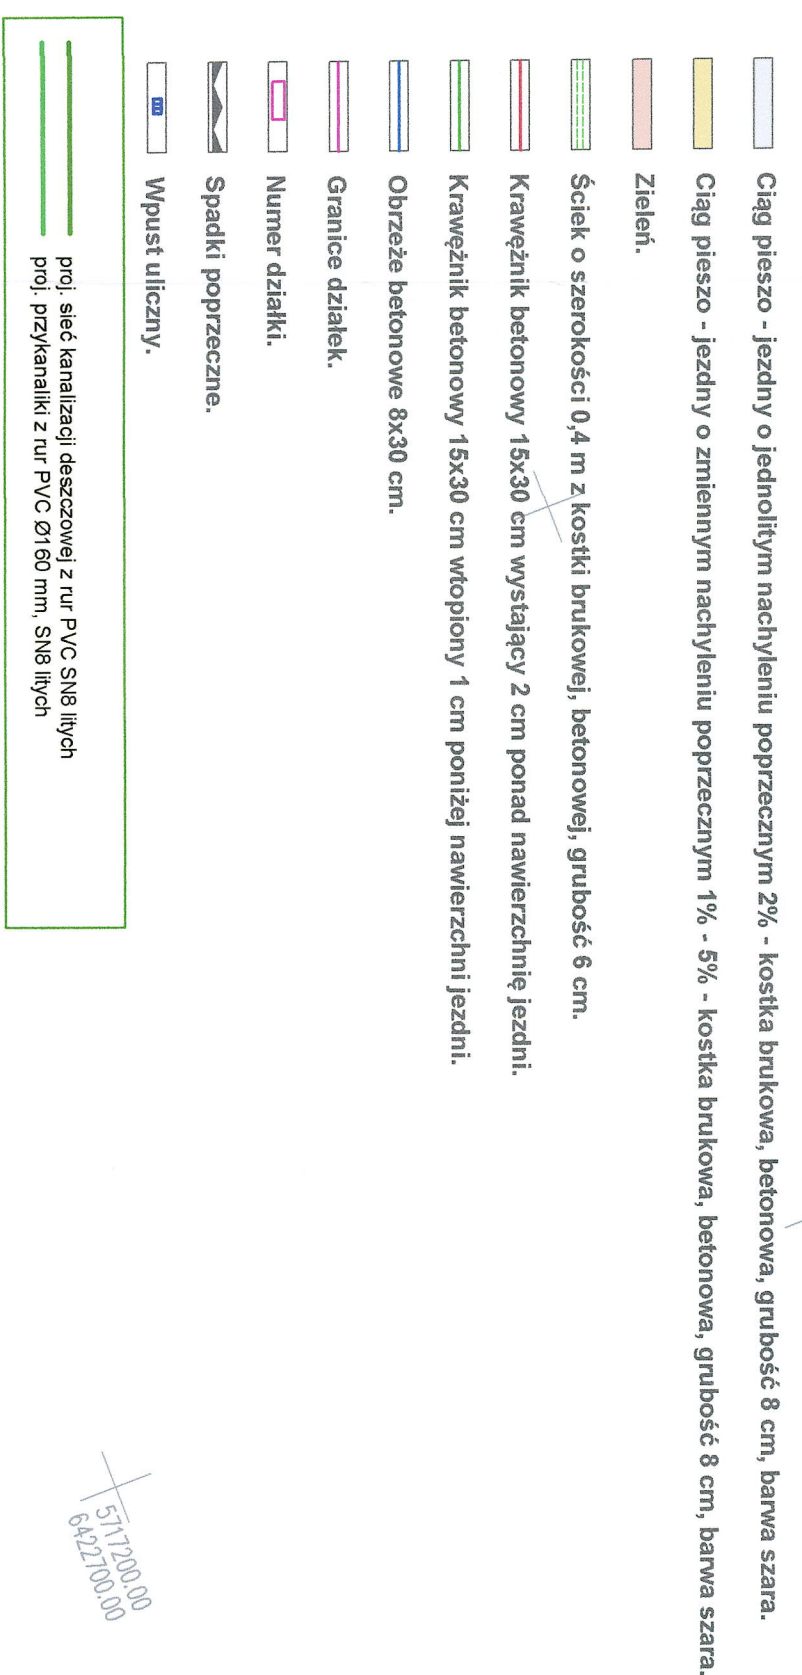 Ciąg pieszo - jezdny o jednolitym nachyleniu poprzecznym 2% - kostka brukowa, betonowa, grubość 8 cm, barwa szara.
Ciąg pieszo - jezdny o zmiennym nachyleniu poprzecznym 1% - 5% - kostka brukowa, betonowa, grubość 8 cm, barwa szara.
Zieleń.
Ściek o szerokości 0,4 m z kostki brukowej, betonowej, grubość 6 cm.
Krawężnik betonowy 15x30 cm wystający 2 cm ponad nawierzchnię jezdni.
Krawężnik betonowy 15x30 cm wtopiony 1 cm poniżej nawierzchni jezdni.
Obrzeże betonowe 8x30 cm.
Granice działek.
Numer działki.
Spadki poprzeczne.
Wpust uliczny.
proj. sieć kanalizacji deszczowej z rur PVC SN8 litych
proj. przykanaliki z rur PVC Ø160 mm, SN8 litych
5717200.00
6422700.00